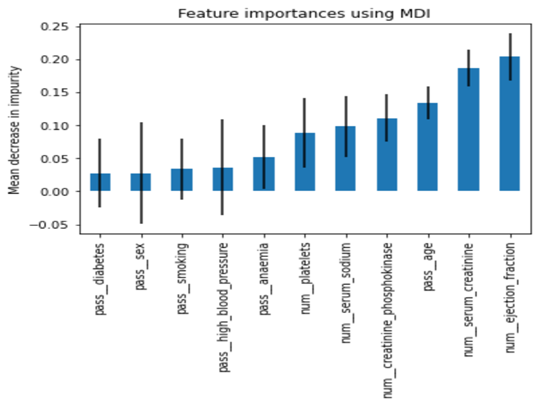 Feature importances using MDI
Mean decrease in impurity
0.25
0.20
0.15
0.10
0.05
0.00
−0.05
pass__diabetes
pass__sex
pass__smoking
pass__high_blood_pressure
pass__anaemia
num__platelets
num__serum_sodium
num__creatinine_phosphokinase
pass__age
num__serum_creatinine
num__ejection_fraction